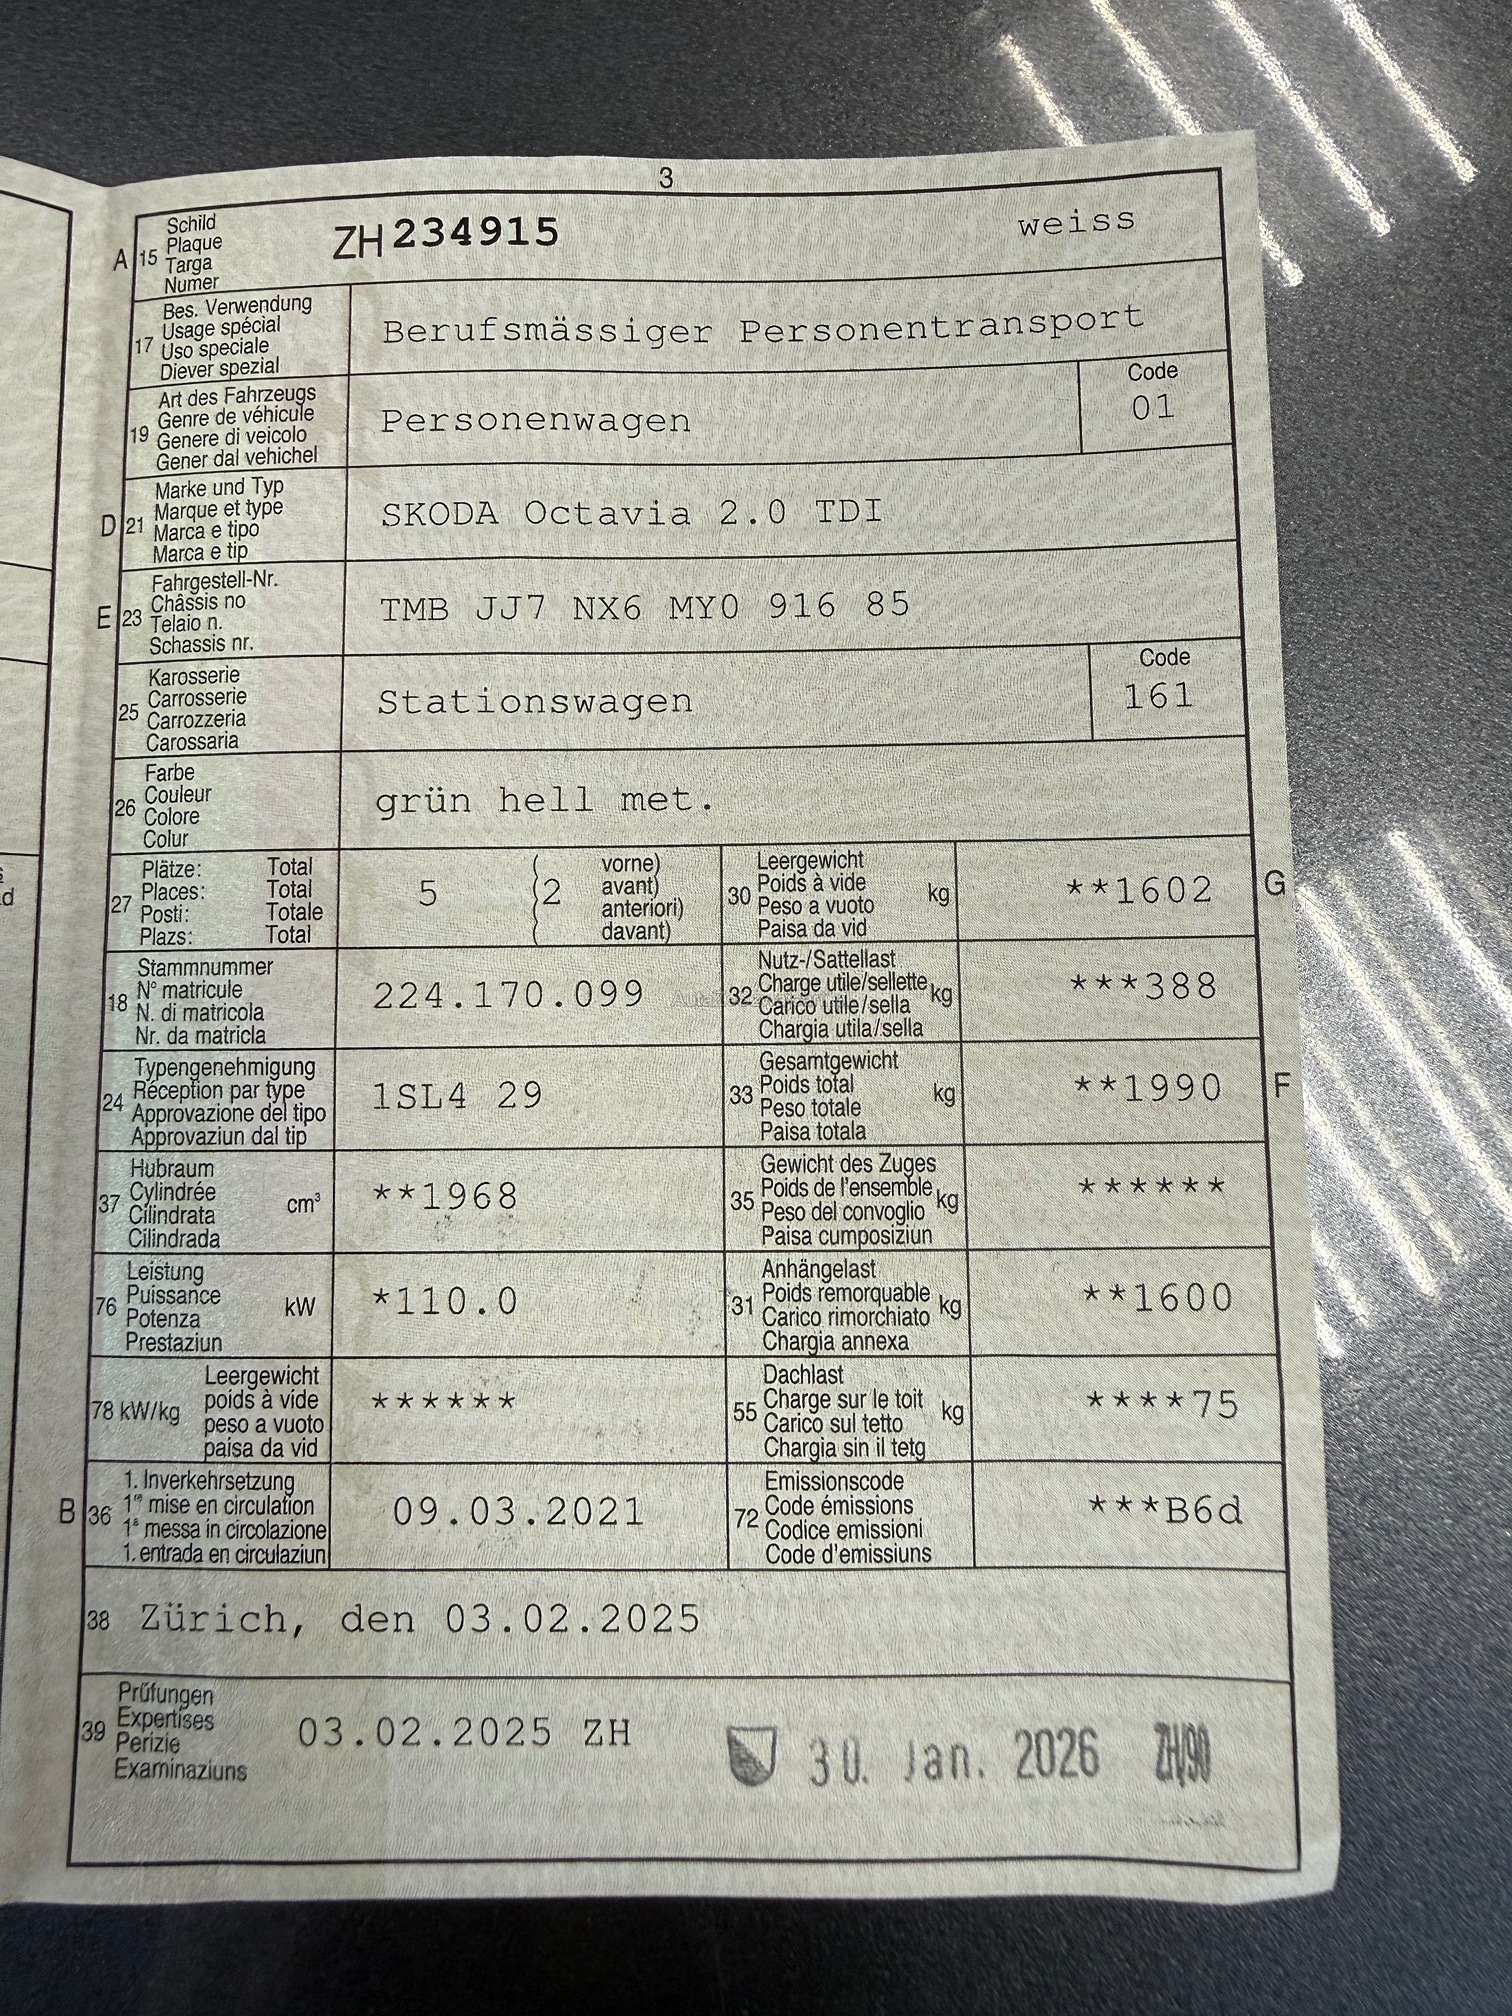 3
A 15 Schild Plaque Targa Numer ZH 234915 weiss
17 Bes. Verwendung Usage spécial Uso speciale Diever spezial Berufsmässiger Personentransport
19 Art des Fahrzeugs Genre de véhicule Genere di veicolo Gener dal vehichel Personenwagen Code 01
D 21 Marke und Typ Marque et type Marca e tipo Marca e tip SKODA Octavia 2.0 TDI
E 23 Fahrgestell-Nr. Châssis no Telaio n. Schassis nr. TMB JJ7 NX6 MY0 916 85
25 Karosserie Carrosserie Carrozzeria Carossaria Stationswagen Code 161
26 Farbe Couleur Colore Colur grün hell met.
27 Plätze: Total Places: Total Posti: Totale Plazs: Total 5 (2 vorne) avant) anteriori) davant)
30 Leergewicht Poids à vide Peso a vuoto Paisa da vid kg **1602 G
18 Stammnummer N° matricule N. di matricola Nr. da matricla 224.170.099
32 Nutz-/Sattellast Charge utile/sellette Carico utile/sella Chargia utila/sella kg ***388
24 Typengenehmigung Réception par type Approvazione del tipo Approvaziun dal tip 1SL4 29
33 Gesamtgewicht Poids total Peso totale Paisa totala kg **1990 F
37 Hubraum Cylindrée Cilindrata Cilindrada cm³ **1968
35 Gewicht des Zuges Poids de l'ensemble Peso del convoglio Paisa cumposiziun kg ******
76 Leistung Puissance Potenza Prestaziun kW *110.0
31 Anhängelast Poids remorquable Carico rimorchiato Chargia annexa kg **1600
78 kW/kg Leergewicht poids à vide peso a vuoto paisa da vid ******
55 Dachlast Charge sur le toit Carico sul tetto Chargia sin il tetg kg ****75
B 36 1. Inverkehrsetzung 1re mise en circulation 1a messa in circolazione 1. entrada en circulaziun 09.03.2021
72 Emissionscode Code émissions Codice emissioni Code d'emissiuns ***B6d
38 Zürich, den 03.02.2025
39 Prüfungen Expertises Perizie Examinaziuns 03.02.2025 ZH 30. Jan. 2026 ZH/90